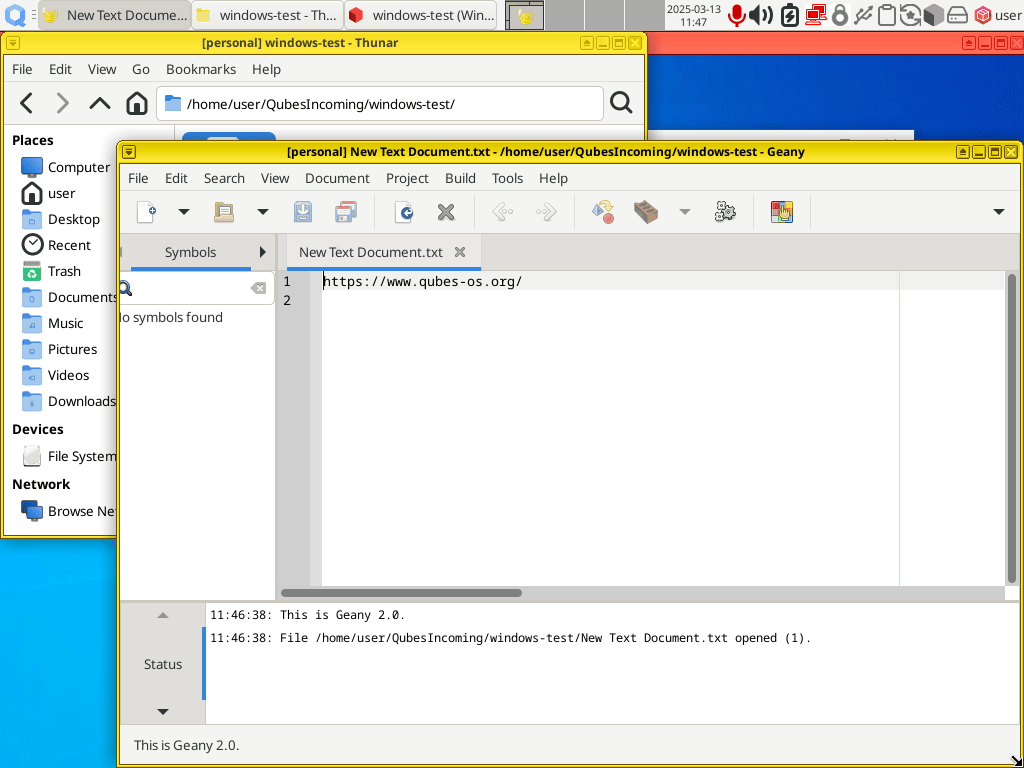 New Text Docume...
windows-test - Th...
windows-test (Win...
2025-03-13
11:47
user
[personal] windows-test - Thunar
File Edit View Go Bookmarks Help
/home/user/QubesIncoming/windows-test/
Places
Computer
user
Desktop
Recent
Trash
Documents
Music
Pictures
Videos
Downloads
Devices
File System
Network
Browse Ne
[personal] New Text Document.txt - /home/user/QubesIncoming/windows-test - Geany
File Edit Search View Document Project Build Tools Help
Symbols
New Text Document.txt
1 https://www.qubes-os.org/
2
lo symbols found
11:46:38: This is Geany 2.0.
11:46:38: File /home/user/QubesIncoming/windows-test/New Text Document.txt opened (1).
Status
This is Geany 2.0.